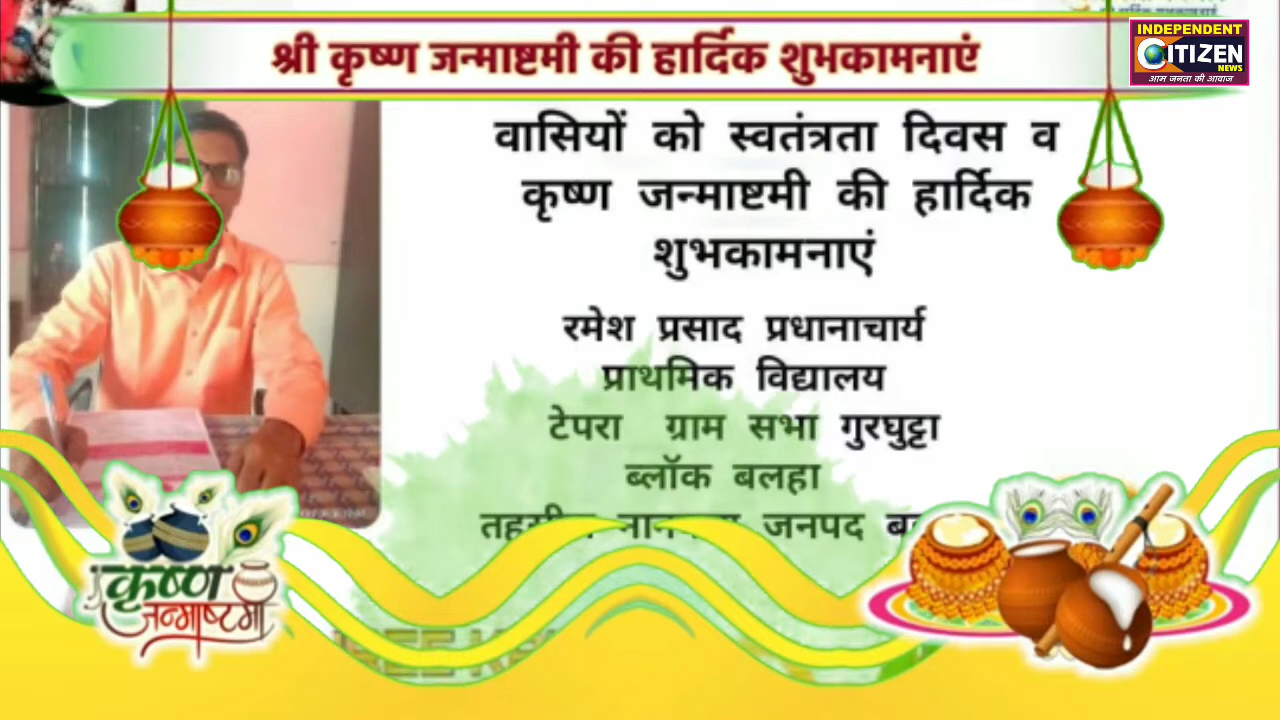 श्री कृष्ण जन्माष्टमी की हार्दिक शुभकामनाएं
INDEPENDENT
CITIZEN
NEWS
आम जनता की आवाज
वासियों को स्वतंत्रता दिवस व
कृष्ण जन्माष्टमी की हार्दिक
शुभकामनाएं
रमेश प्रसाद प्रधानाचार्य
प्राथमिक विद्यालय
टेपरा ग्राम सभा गुरघुट्टा
ब्लॉक बलहा
जनपद
कृष्ण
जन्माष्टमी